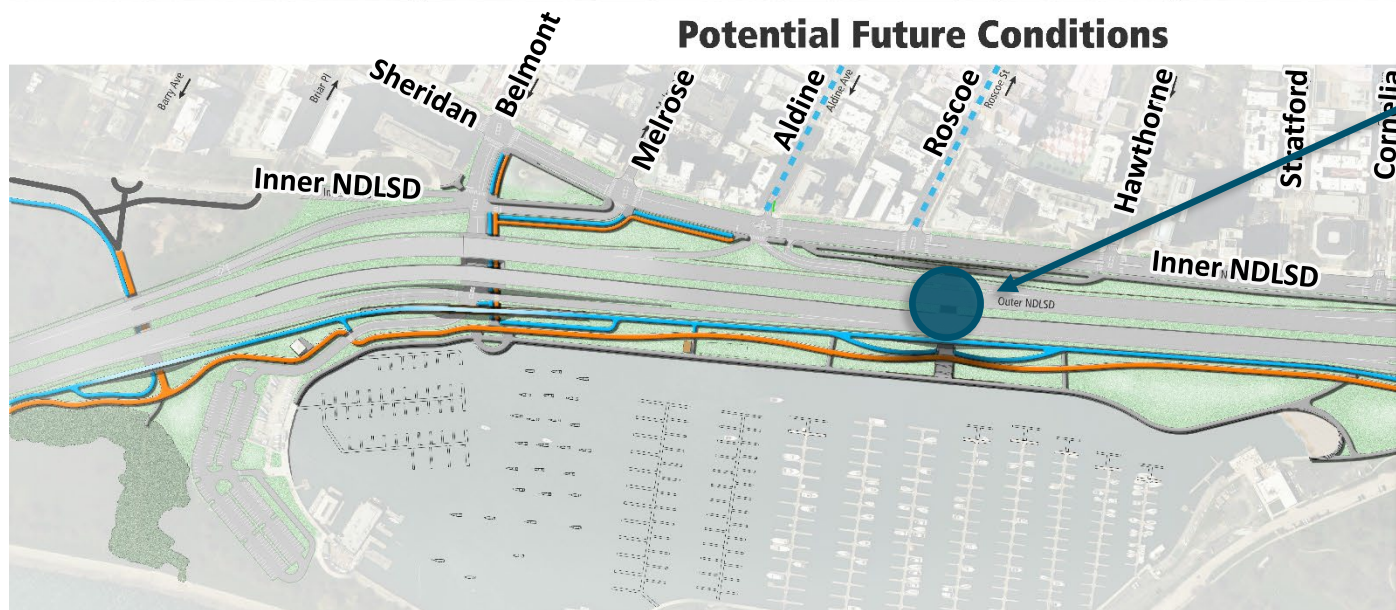 Potential Future Conditions
Barry Ave
Briar Pl
Sheridan
Belmont
Melrose
Aldine
Aldine Ave
Roscoe
Roscoe St
Hawthorne
Stratford
Cornelia
Inner NDLSD
Inner NDLSD
Outer NDLSD